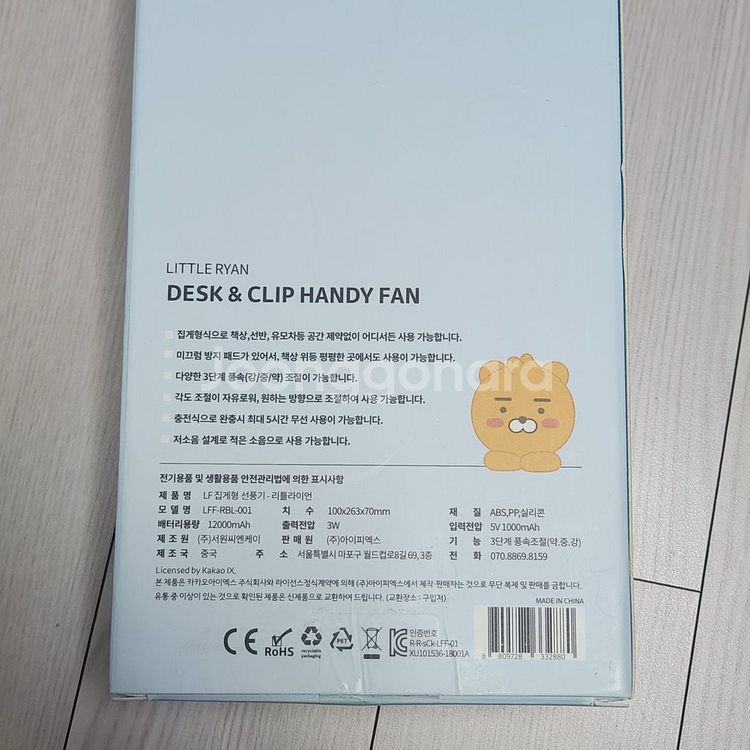 LITTLE RYAN
DESK & CLIP HANDY FAN
집게형식으로 책상,선반, 유모차등 공간 제약없이 어디서든 사용 가능합니다.
미끄럼 방지 패드가 있어서, 책상 위등 평평한 곳에서도 사용이 가능합니다.
Joonggonara
다양한 3단계 풍속(강/중/약) 조절이 가능합니다.
각도 조절이 자유로워, 원하는 방향으로 조절하여 사용 가능합니다.
충전식으로 완충시 최대 5시간 무선 사용이 가능합니다.
저소음 설계로 적은 소음으로 사용 가능합니다.
전기용품 및 생활용품 안전관리법에 의한 표시사항
제 품 명 LF 집게형 선풍기 - 리틀라이언
모 델 명 LFF-RBL-001 치 수 100x263x70mm 재 질 ABS,PP,실리콘
배터리용량 12000mAh 출력전압 3W 입력전압 5V 1000mAh
제 조 원 (주)서원씨엔케이 판 매 원 (주)아이피엑스 기 능 3단계 풍속조절(약.중.강)
제 조 국 중국 주 소 서울특별시 마포구 월드컵로8길 69, 3층 전 화 070.8869.8159
Licensed by Kakao IX.
본 제품은 카카오아이엑스 주식회사와 라이선스정식계약에 의해 (주)아이피엑스에서 제작·판매하는 것으로 무단 복제 및 판매를 금합니다.
유통 중 이상이 있는 것으로 확인된 제품은 신제품으로 교환하여 드립니다. (교환장소 : 구입처)
MADE IN CHINA
CE RoHS recyclable packaging PET KC 인증번호
R-R-sCk-LFF-01
XU101536-18001A
8 809728 332880